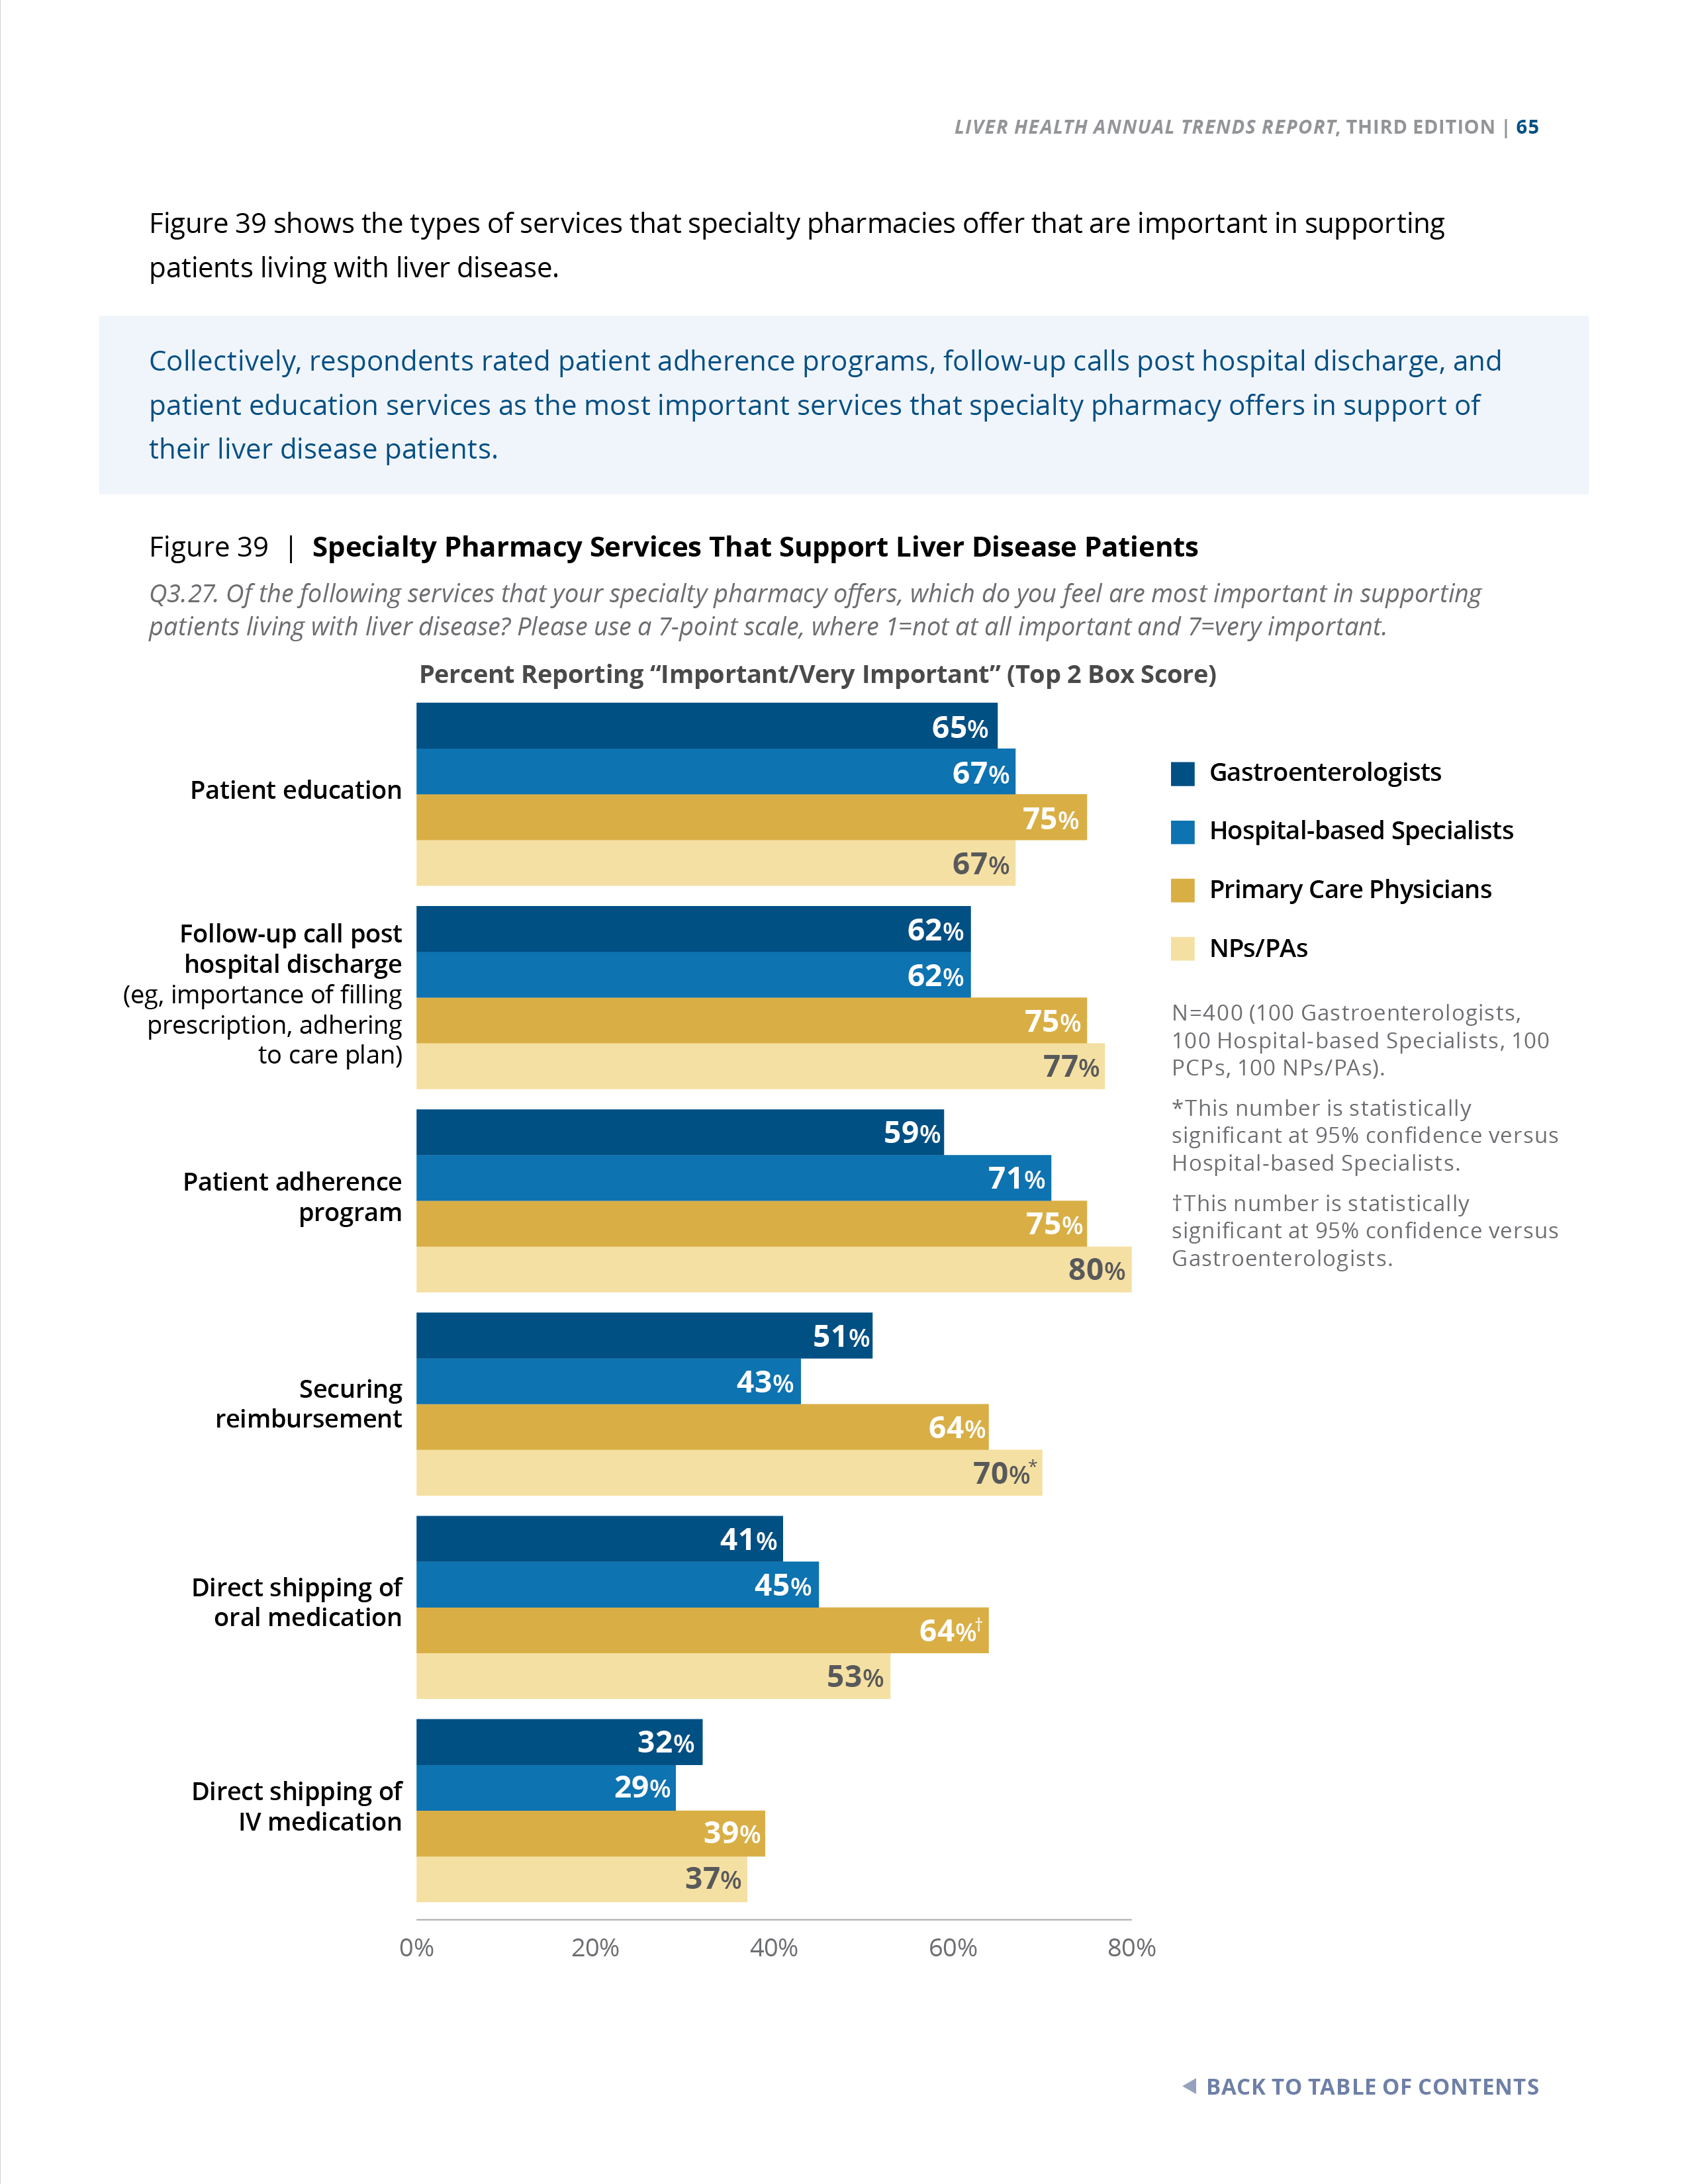 LIVER HEALTH ANNUAL TRENDS REPORT, THIRD EDITION | 65
Figure 39 shows the types of services that specialty pharmacies offer that are important in supporting
patients living with liver disease.
Collectively, respondents rated patient adherence programs, follow-up calls post hospital discharge, and
patient education services as the most important services that specialty pharmacy offers in support of
their liver disease patients.
Figure 39 | Specialty Pharmacy Services That Support Liver Disease Patients
Q3.27. Of the following services that your specialty pharmacy offers, which do you feel are most important in supporting
patients living with liver disease? Please use a 7-point scale, where 1=not at all important and 7=very important.
Percent Reporting “Important/Very Important” (Top 2 Box Score)
Patient education
65%
67%
75%
67%
Follow-up call post
hospital discharge
(eg, importance of filling
prescription, adhering
to care plan)
62%
62%
75%
77%
Patient adherence
program
59%
71%
75%
80%
Securing
reimbursement
51%
43%
64%
70%*
Direct shipping of
oral medication
41%
45%
64%†
53%
Direct shipping of
IV medication
32%
29%
39%
37%
0% 20% 40% 60% 80%
Gastroenterologists
Hospital-based Specialists
Primary Care Physicians
NPs/PAs
N=400 (100 Gastroenterologists,
100 Hospital-based Specialists, 100
PCPs, 100 NPs/PAs).
*This number is statistically
significant at 95% confidence versus
Hospital-based Specialists.
†This number is statistically
significant at 95% confidence versus
Gastroenterologists.
BACK TO TABLE OF CONTENTS